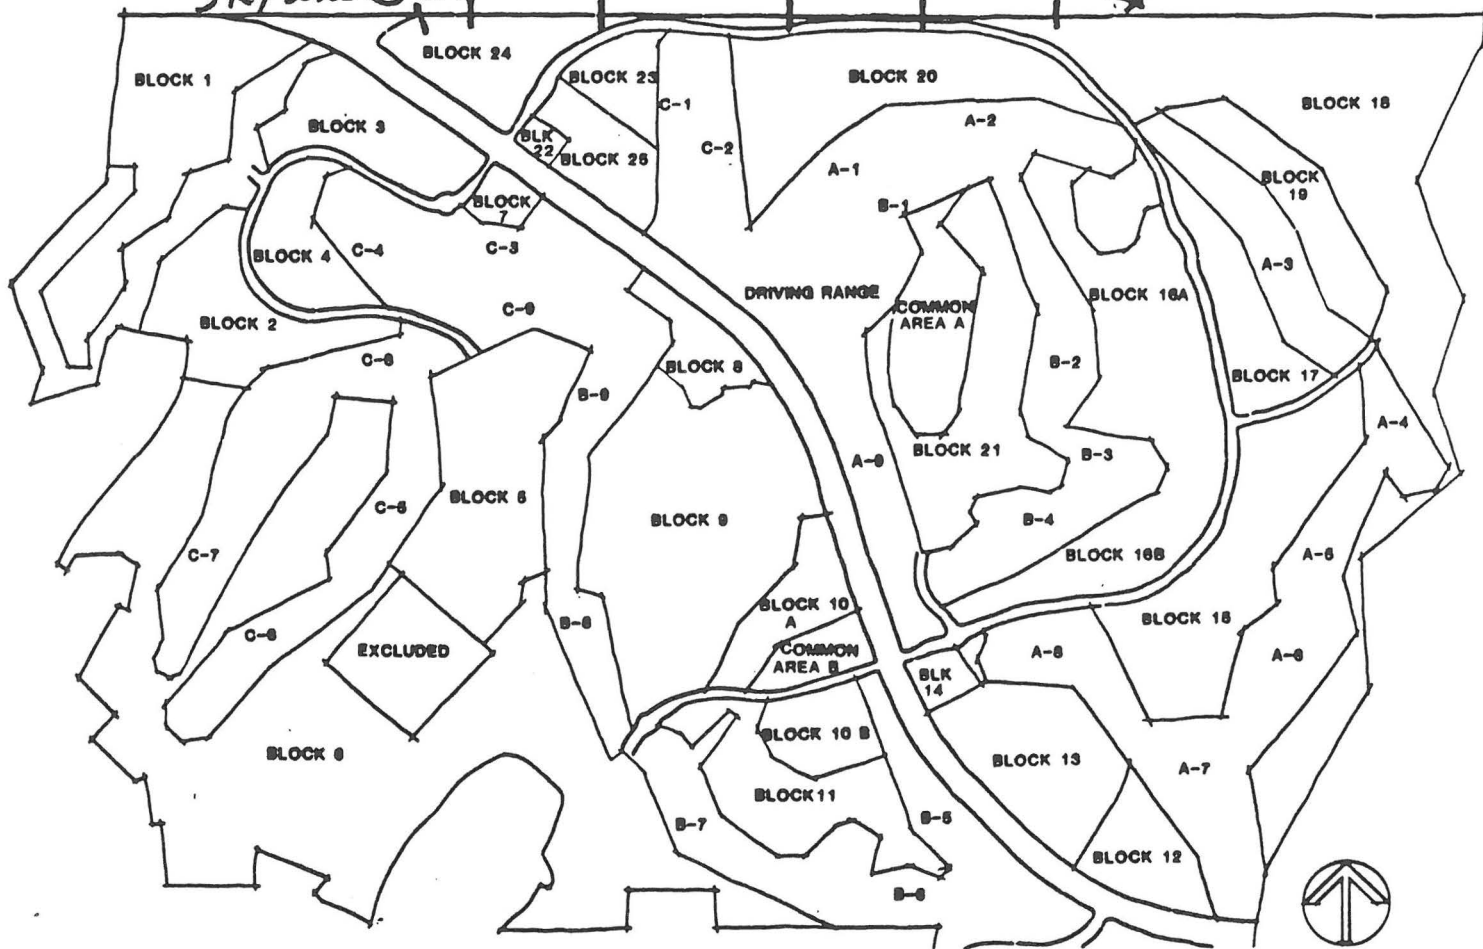 BLOCK 24
BLOCK 1
BLOCK 23
BLOCK 20
BLOCK 18
C-1
BLOCK 3
A-2
BLK
22
C-2
BLOCK 25
A-1
BLOCK
19
BLOCK
7
B-1
C-3
C-4
BLOCK 4
A-3
DRIVING RANGE
BLOCK 16A
COMMON
AREA A
C-9
BLOCK 2
C-8
BLOCK 8
B-2
BLOCK 17
B-9
A-4
BLOCK 21
B-3
A-9
BLOCK 5
C-5
BLOCK 9
B-4
C-7
BLOCK 16B
A-5
BLOCK 10
A
B-8
BLOCK 15
C-6
EXCLUDED
COMMON
AREA B
A-8
A-6
BLK
14
BLOCK 10 B
BLOCK 6
BLOCK 13
A-7
BLOCK 11
B-7
B-5
BLOCK 12
B-6